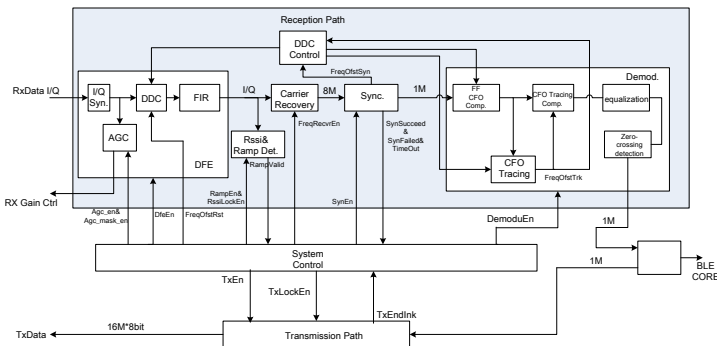 Reception Path
DDC
Control
FreqOfstSyn
RxData I/Q
I/Q
Syn.
DDC
FIR
I/Q
Carrier
Recovery
8M
Sync.
1M
Demod.
FF
CFO
Comp.
CFO Tracing
Comp.
equalization
AGC
Rssi&
Ramp Det.
FreqRecvrEn
SynSucceed
&
SynFailed&
TimeOut
Zero-
crossing
detection
CFO
Tracing
FreqOfstTrk
DFE
RampValid
RX Gain Ctrl
Agc_en&
Agc_mask_en
DfeEn
FreqOfstRst
RampEn&
RssiLockEn
SynEn
DemoduEn
1M
System
Control
1M
BLE
CORE
TxEn
TxLockEn
TxEndInk
TxData
16M*8bit
Transmission Path